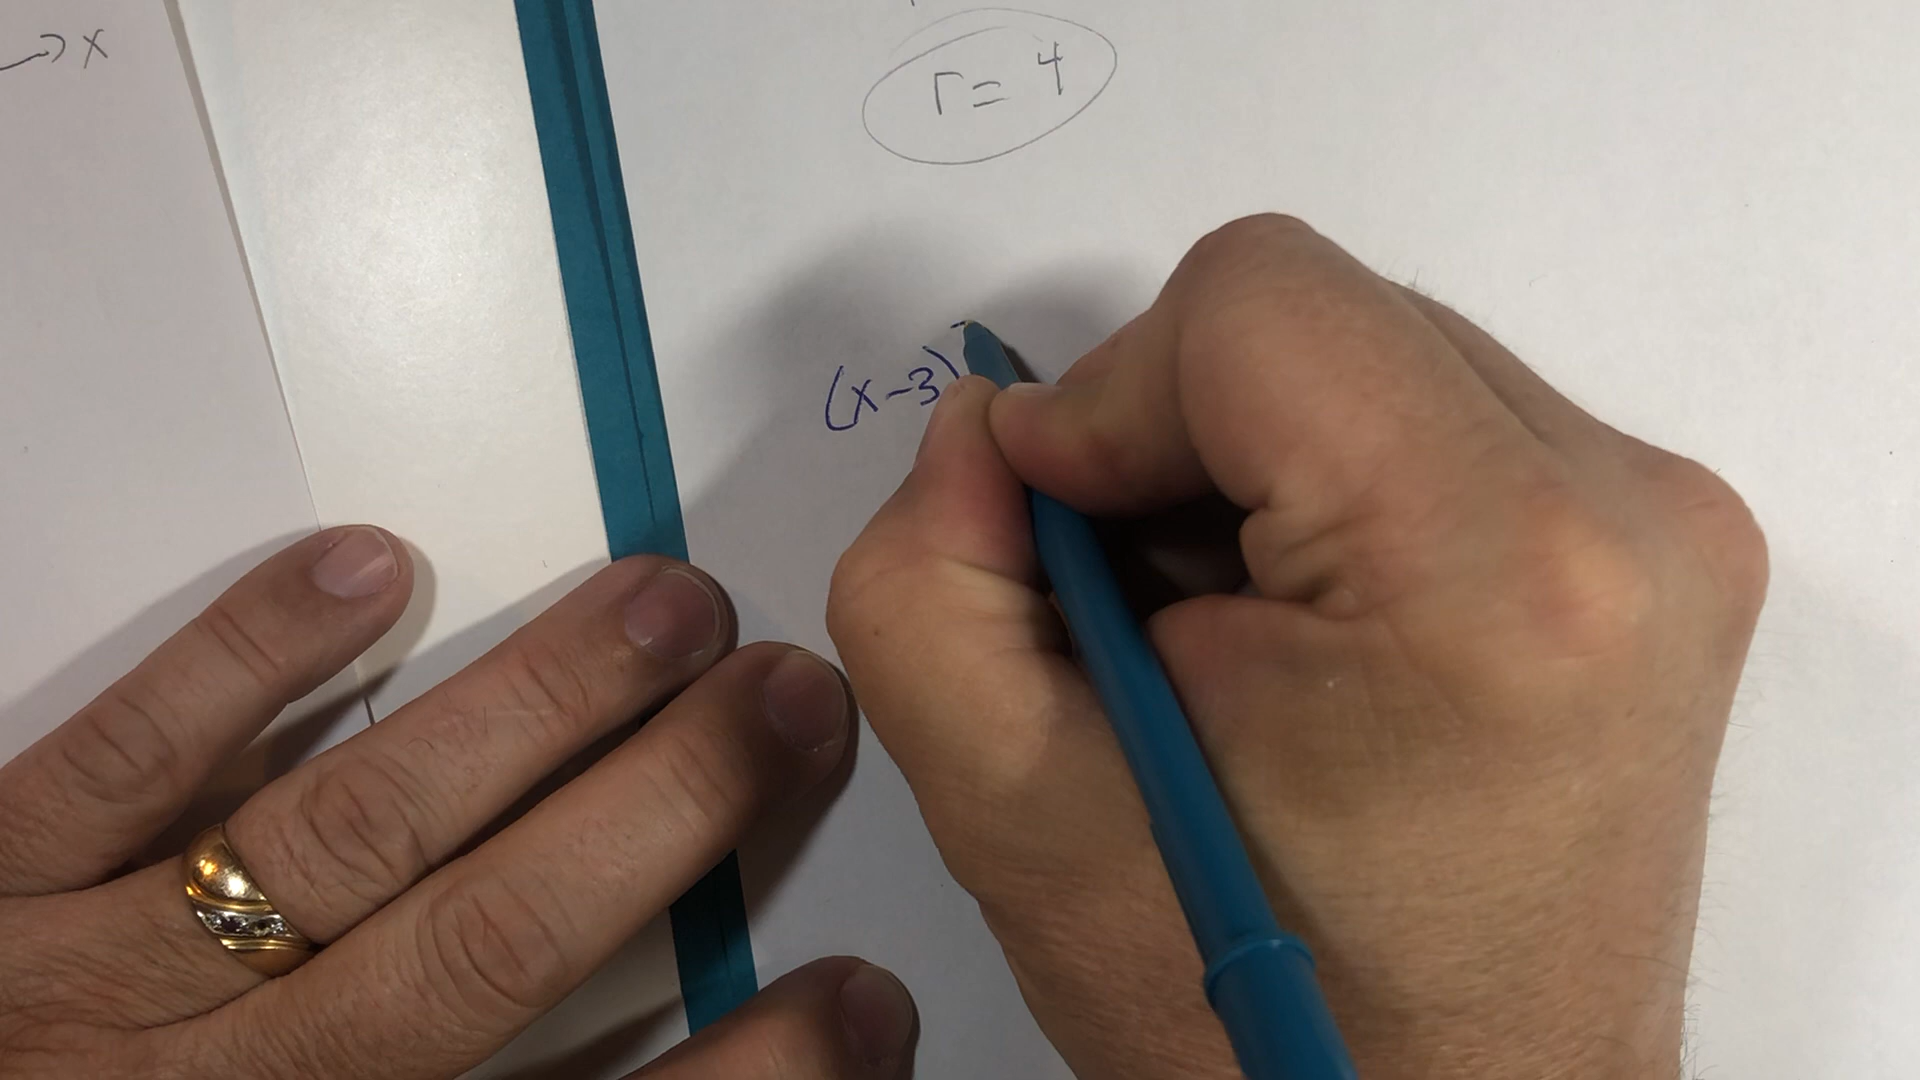 → x
r = 4
(x-3)